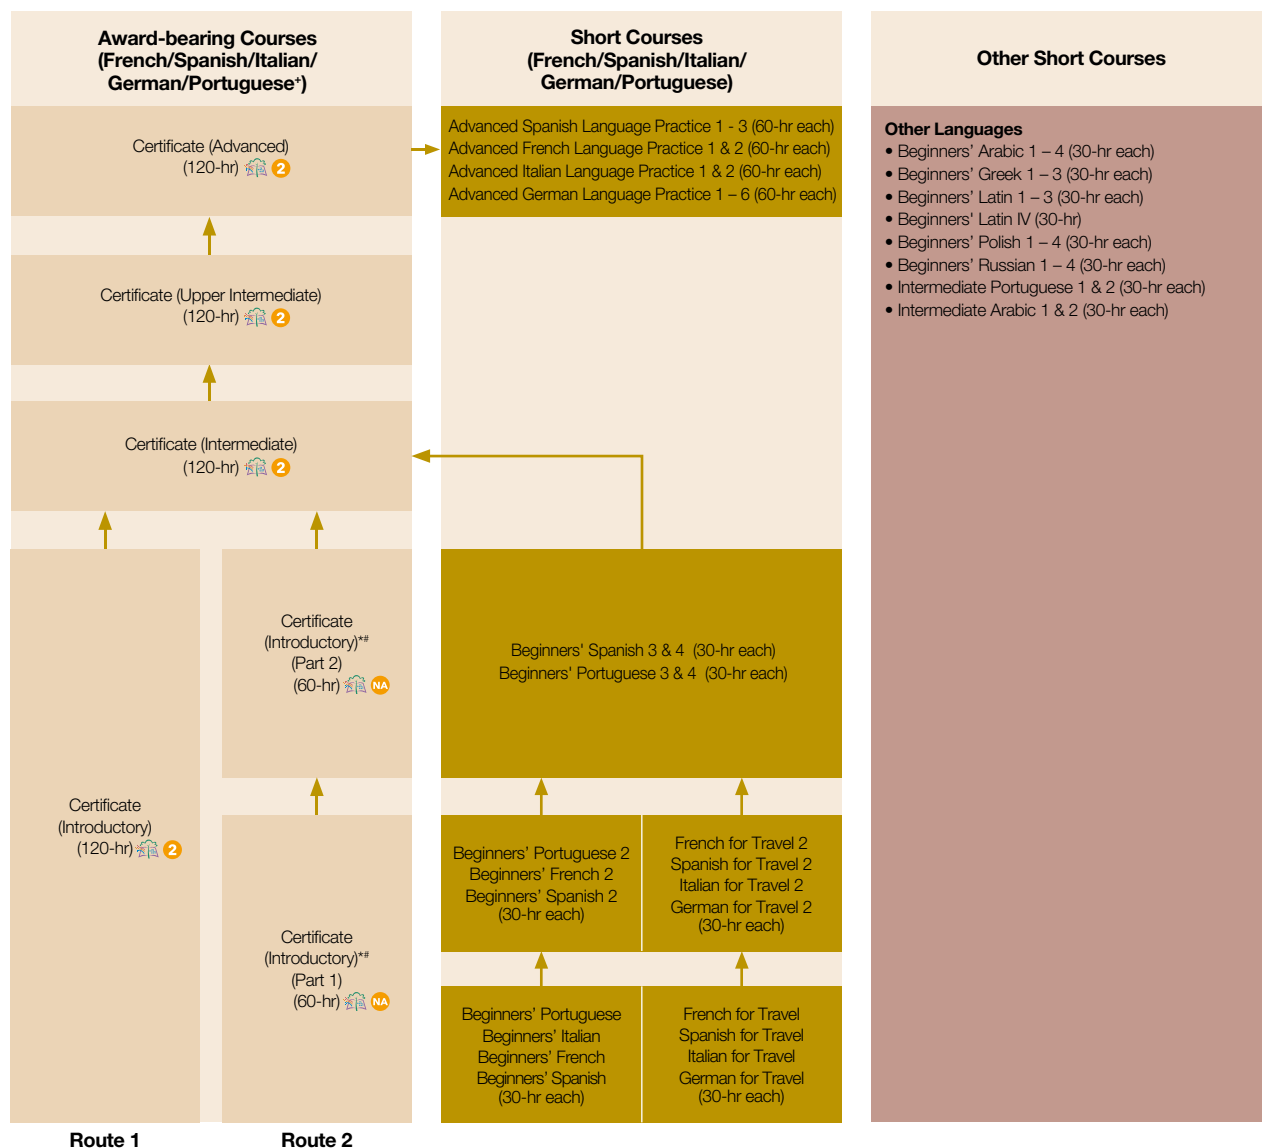 Award-bearing Courses
(French/Spanish/Italian/
German/Portuguese⁺)
Certificate (Advanced)
(120-hr) 2
Certificate (Upper Intermediate)
(120-hr) 2
Certificate (Intermediate)
(120-hr) 2
Certificate
(Introductory)
(120-hr) 2
Certificate
(Introductory)*#
(Part 2)
(60-hr) NA
Certificate
(Introductory)*#
(Part 1)
(60-hr) NA
Route 1
Route 2
Short Courses
(French/Spanish/Italian/
German/Portuguese)
Advanced Spanish Language Practice 1 - 3 (60-hr each)
Advanced French Language Practice 1 & 2 (60-hr each)
Advanced Italian Language Practice 1 & 2 (60-hr each)
Advanced German Language Practice 1 – 6 (60-hr each)
Beginners' Spanish 3 & 4 (30-hr each)
Beginners' Portuguese 3 & 4 (30-hr each)
Beginners’ Portuguese 2
Beginners’ French 2
Beginners’ Spanish 2
(30-hr each)
French for Travel 2
Spanish for Travel 2
Italian for Travel 2
German for Travel 2
(30-hr each)
Beginners’ Portuguese
Beginners’ Italian
Beginners’ French
Beginners’ Spanish
(30-hr each)
French for Travel
Spanish for Travel
Italian for Travel
German for Travel
(30-hr each)
Other Short Courses
Other Languages
• Beginners’ Arabic 1 – 4 (30-hr each)
• Beginners’ Greek 1 – 3 (30-hr each)
• Beginners’ Latin 1 – 3 (30-hr each)
• Beginners' Latin IV (30-hr)
• Beginners’ Polish 1 – 4 (30-hr each)
• Beginners’ Russian 1 – 4 (30-hr each)
• Intermediate Portuguese 1 & 2 (30-hr each)
• Intermediate Arabic 1 & 2 (30-hr each)